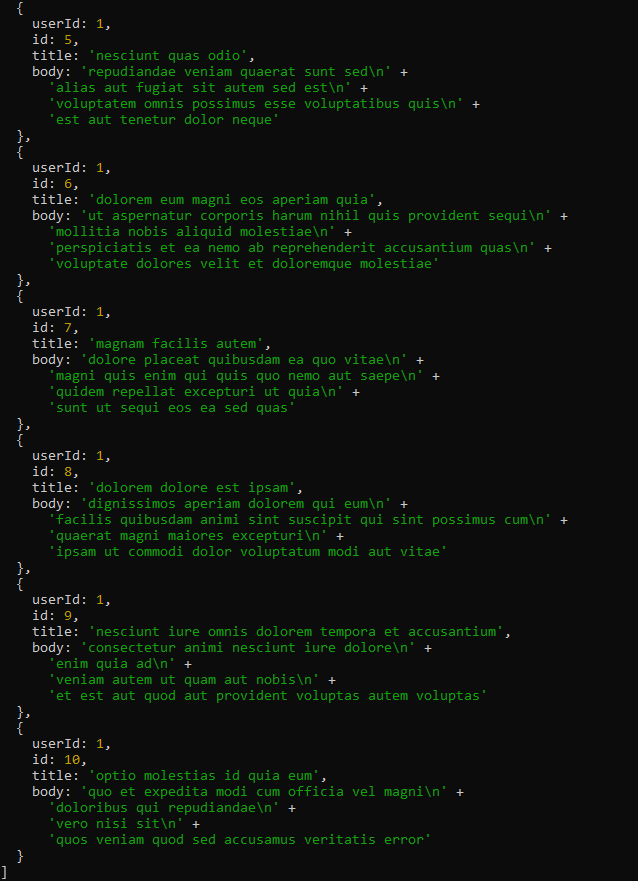 {
    userId: 1,
    id: 5,
    title: 'nesciunt quas odio',
    body: 'repudiandae veniam quaerat sunt sed\n' +
      'alias aut fugiat sit autem sed est\n' +
      'voluptatem omnis possimus esse voluptatibus quis\n' +
      'est aut tenetur dolor neque'
  },
  {
    userId: 1,
    id: 6,
    title: 'dolorem eum magni eos aperiam quia',
    body: 'ut aspernatur corporis harum nihil quis provident sequi\n' +
      'mollitia nobis aliquid molestiae\n' +
      'perspiciatis et ea nemo ab reprehenderit accusantium quas\n' +
      'voluptate dolores velit et doloremque molestiae'
  },
  {
    userId: 1,
    id: 7,
    title: 'magnam facilis autem',
    body: 'dolore placeat quibusdam ea quo vitae\n' +
      'magni quis enim qui quis quo nemo aut saepe\n' +
      'quidem repellat excepturi ut quia\n' +
      'sunt ut sequi eos ea sed quas'
  },
  {
    userId: 1,
    id: 8,
    title: 'dolorem dolore est ipsam',
    body: 'dignissimos aperiam dolorem qui eum\n' +
      'facilis quibusdam animi sint suscipit qui sint possimus cum\n' +
      'quaerat magni maiores excepturi\n' +
      'ipsam ut commodi dolor voluptatum modi aut vitae'
  },
  {
    userId: 1,
    id: 9,
    title: 'nesciunt iure omnis dolorem tempora et accusantium',
    body: 'consectetur animi nesciunt iure dolore\n' +
      'enim quia ad\n' +
      'veniam autem ut quam aut nobis\n' +
      'et est aut quod aut provident voluptas autem voluptas'
  },
  {
    userId: 1,
    id: 10,
    title: 'optio molestias id quia eum',
    body: 'quo et expedita modi cum officia vel magni\n' +
      'doloribus qui repudiandae\n' +
      'vero nisi sit\n' +
      'quos veniam quod sed accusamus veritatis error'
  }
]